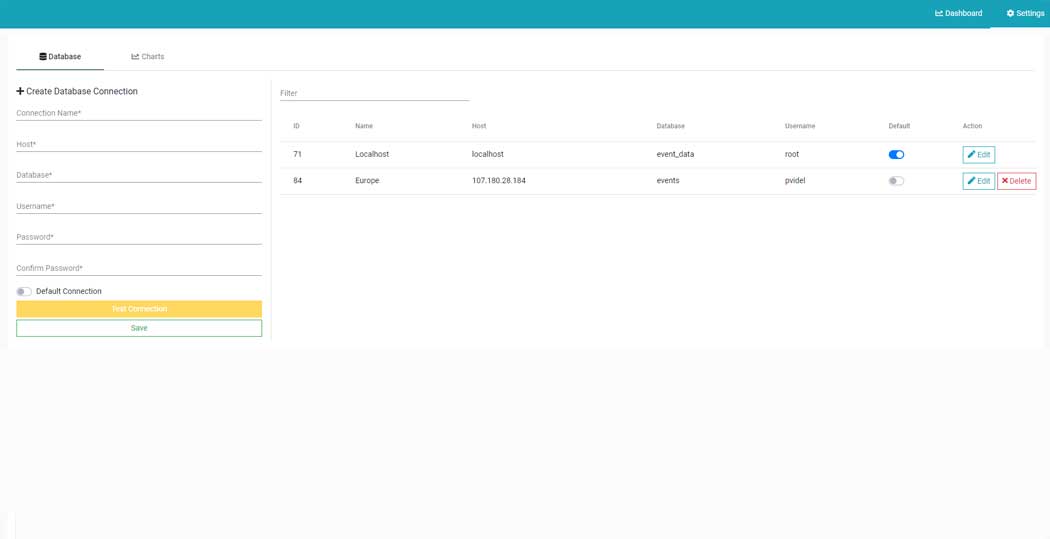 Dashboard Settings
Database Charts
Create Database Connection
Connection Name*
Host*
Database*
Username*
Password*
Confirm Password*
Default Connection
Test Connection
Save
Filter
ID Name Host Database Username Default Action
71 Localhost localhost event_data root Edit
84 Europe 107.180.28.184 events pvidel Edit Delete